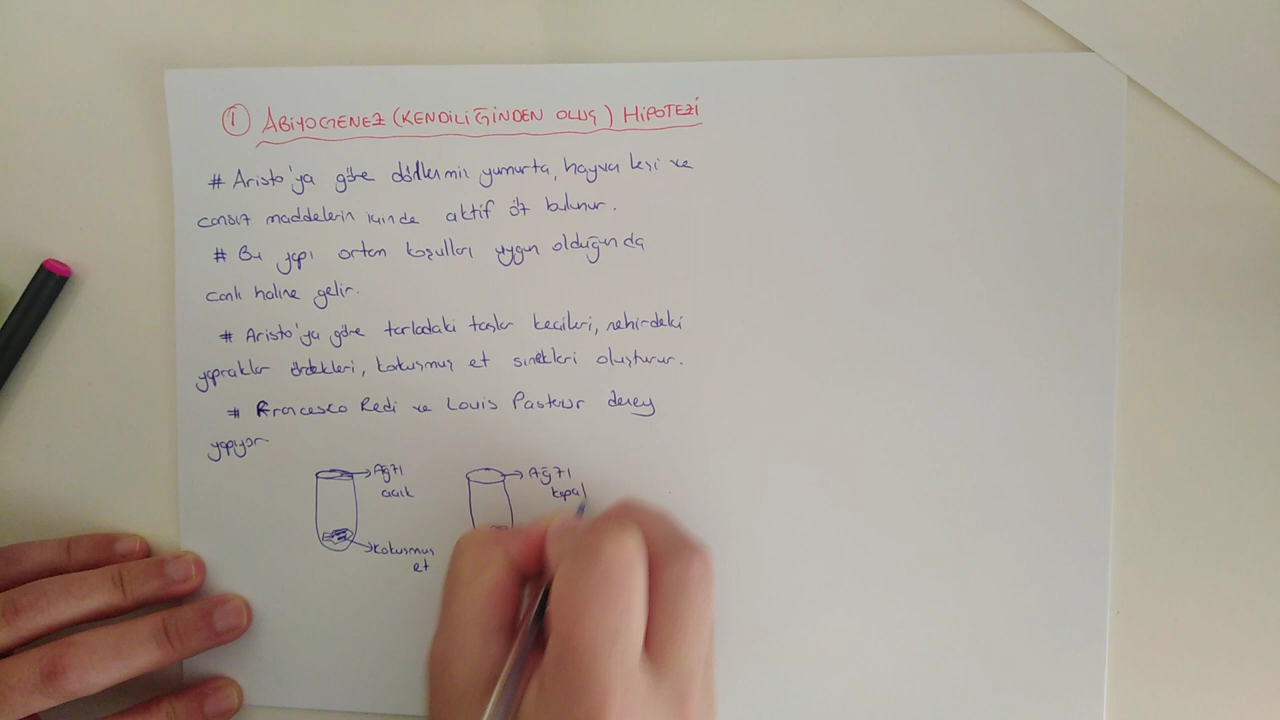 ① ABİYOGENEZ (KENDİLİĞİNDEN OLUŞ) HİPOTEZİ
# Aristo'ya göre döllenmiş yumurta, hayvan leşi ve
cansız maddelerin içinde aktif öz bulunur.
# Bu yapı ortam koşulları uygun olduğunda
canlı haline gelir.
# Aristo'ya göre tarladaki taşlar keçileri, nehirdeki
yapraklar ördekleri, kokuşmuş et sinekleri oluşturur.
# Francesco Redi ve Louis Pasteur deney
yapıyor
Ağzı
açık
Kokuşmuş
et
Ağzı
kapal